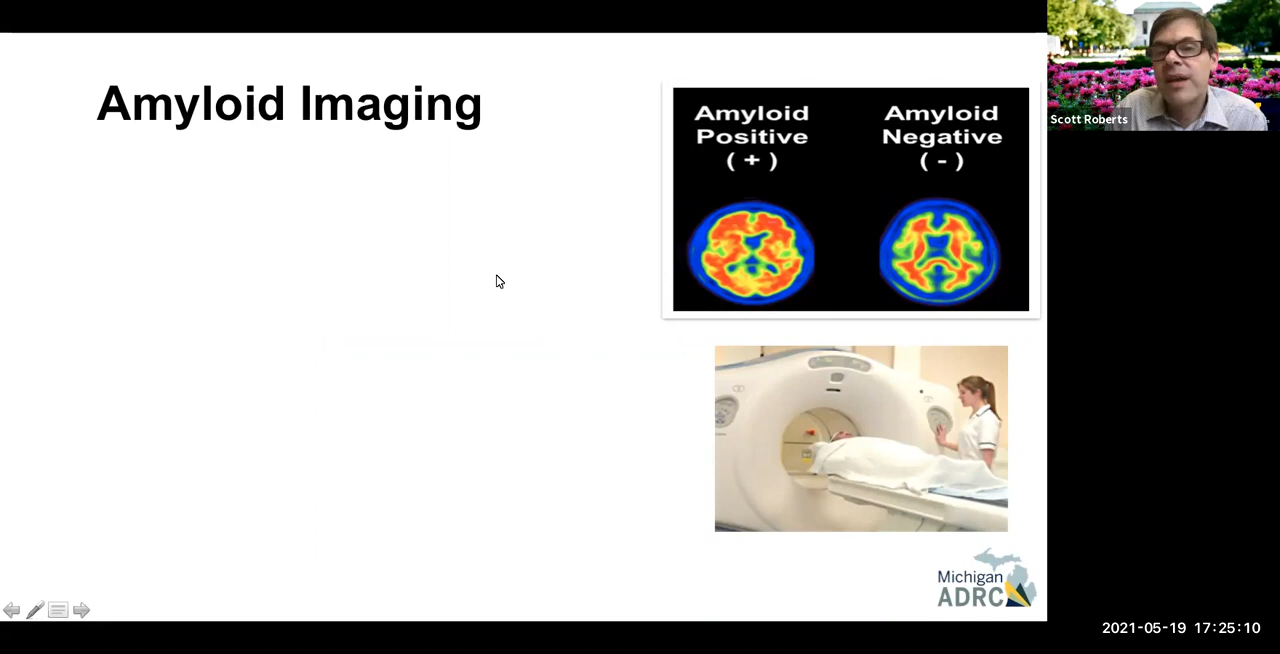 Amyloid Imaging
Amyloid
Positive
( + )
Amyloid
Negative
( - )
Scott Roberts
Michigan
ADRC
2021-05-19 17:25:10